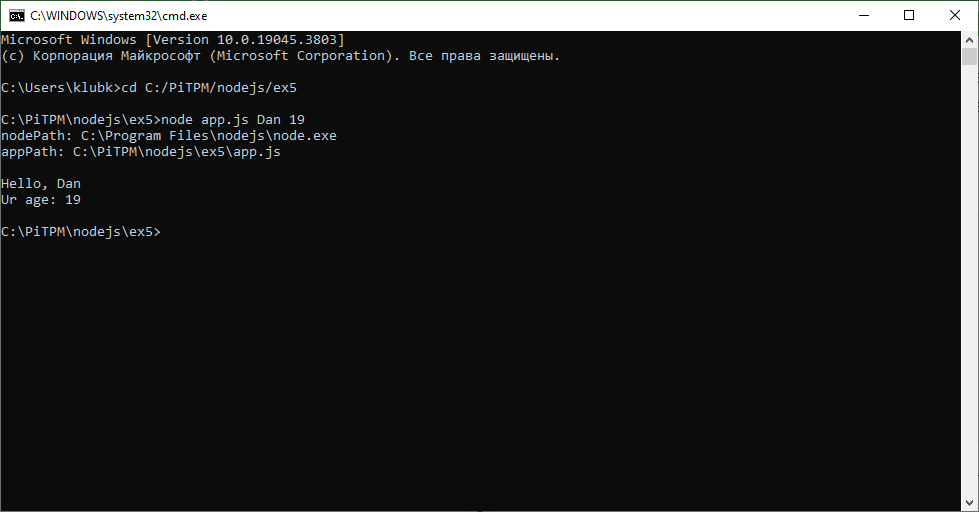 C:\WINDOWS\system32\cmd.exe
Microsoft Windows [Version 10.0.19045.3803]
(c) Корпорация Майкрософт (Microsoft Corporation). Все права защищены.
C:\Users\klubk>cd C:/PiTPM/nodejs/ex5
C:\PiTPM\nodejs\ex5>node app.js Dan 19
nodePath: C:\Program Files\nodejs\node.exe
appPath: C:\PiTPM\nodejs\ex5\app.js
Hello, Dan
Ur age: 19
C:\PiTPM\nodejs\ex5>